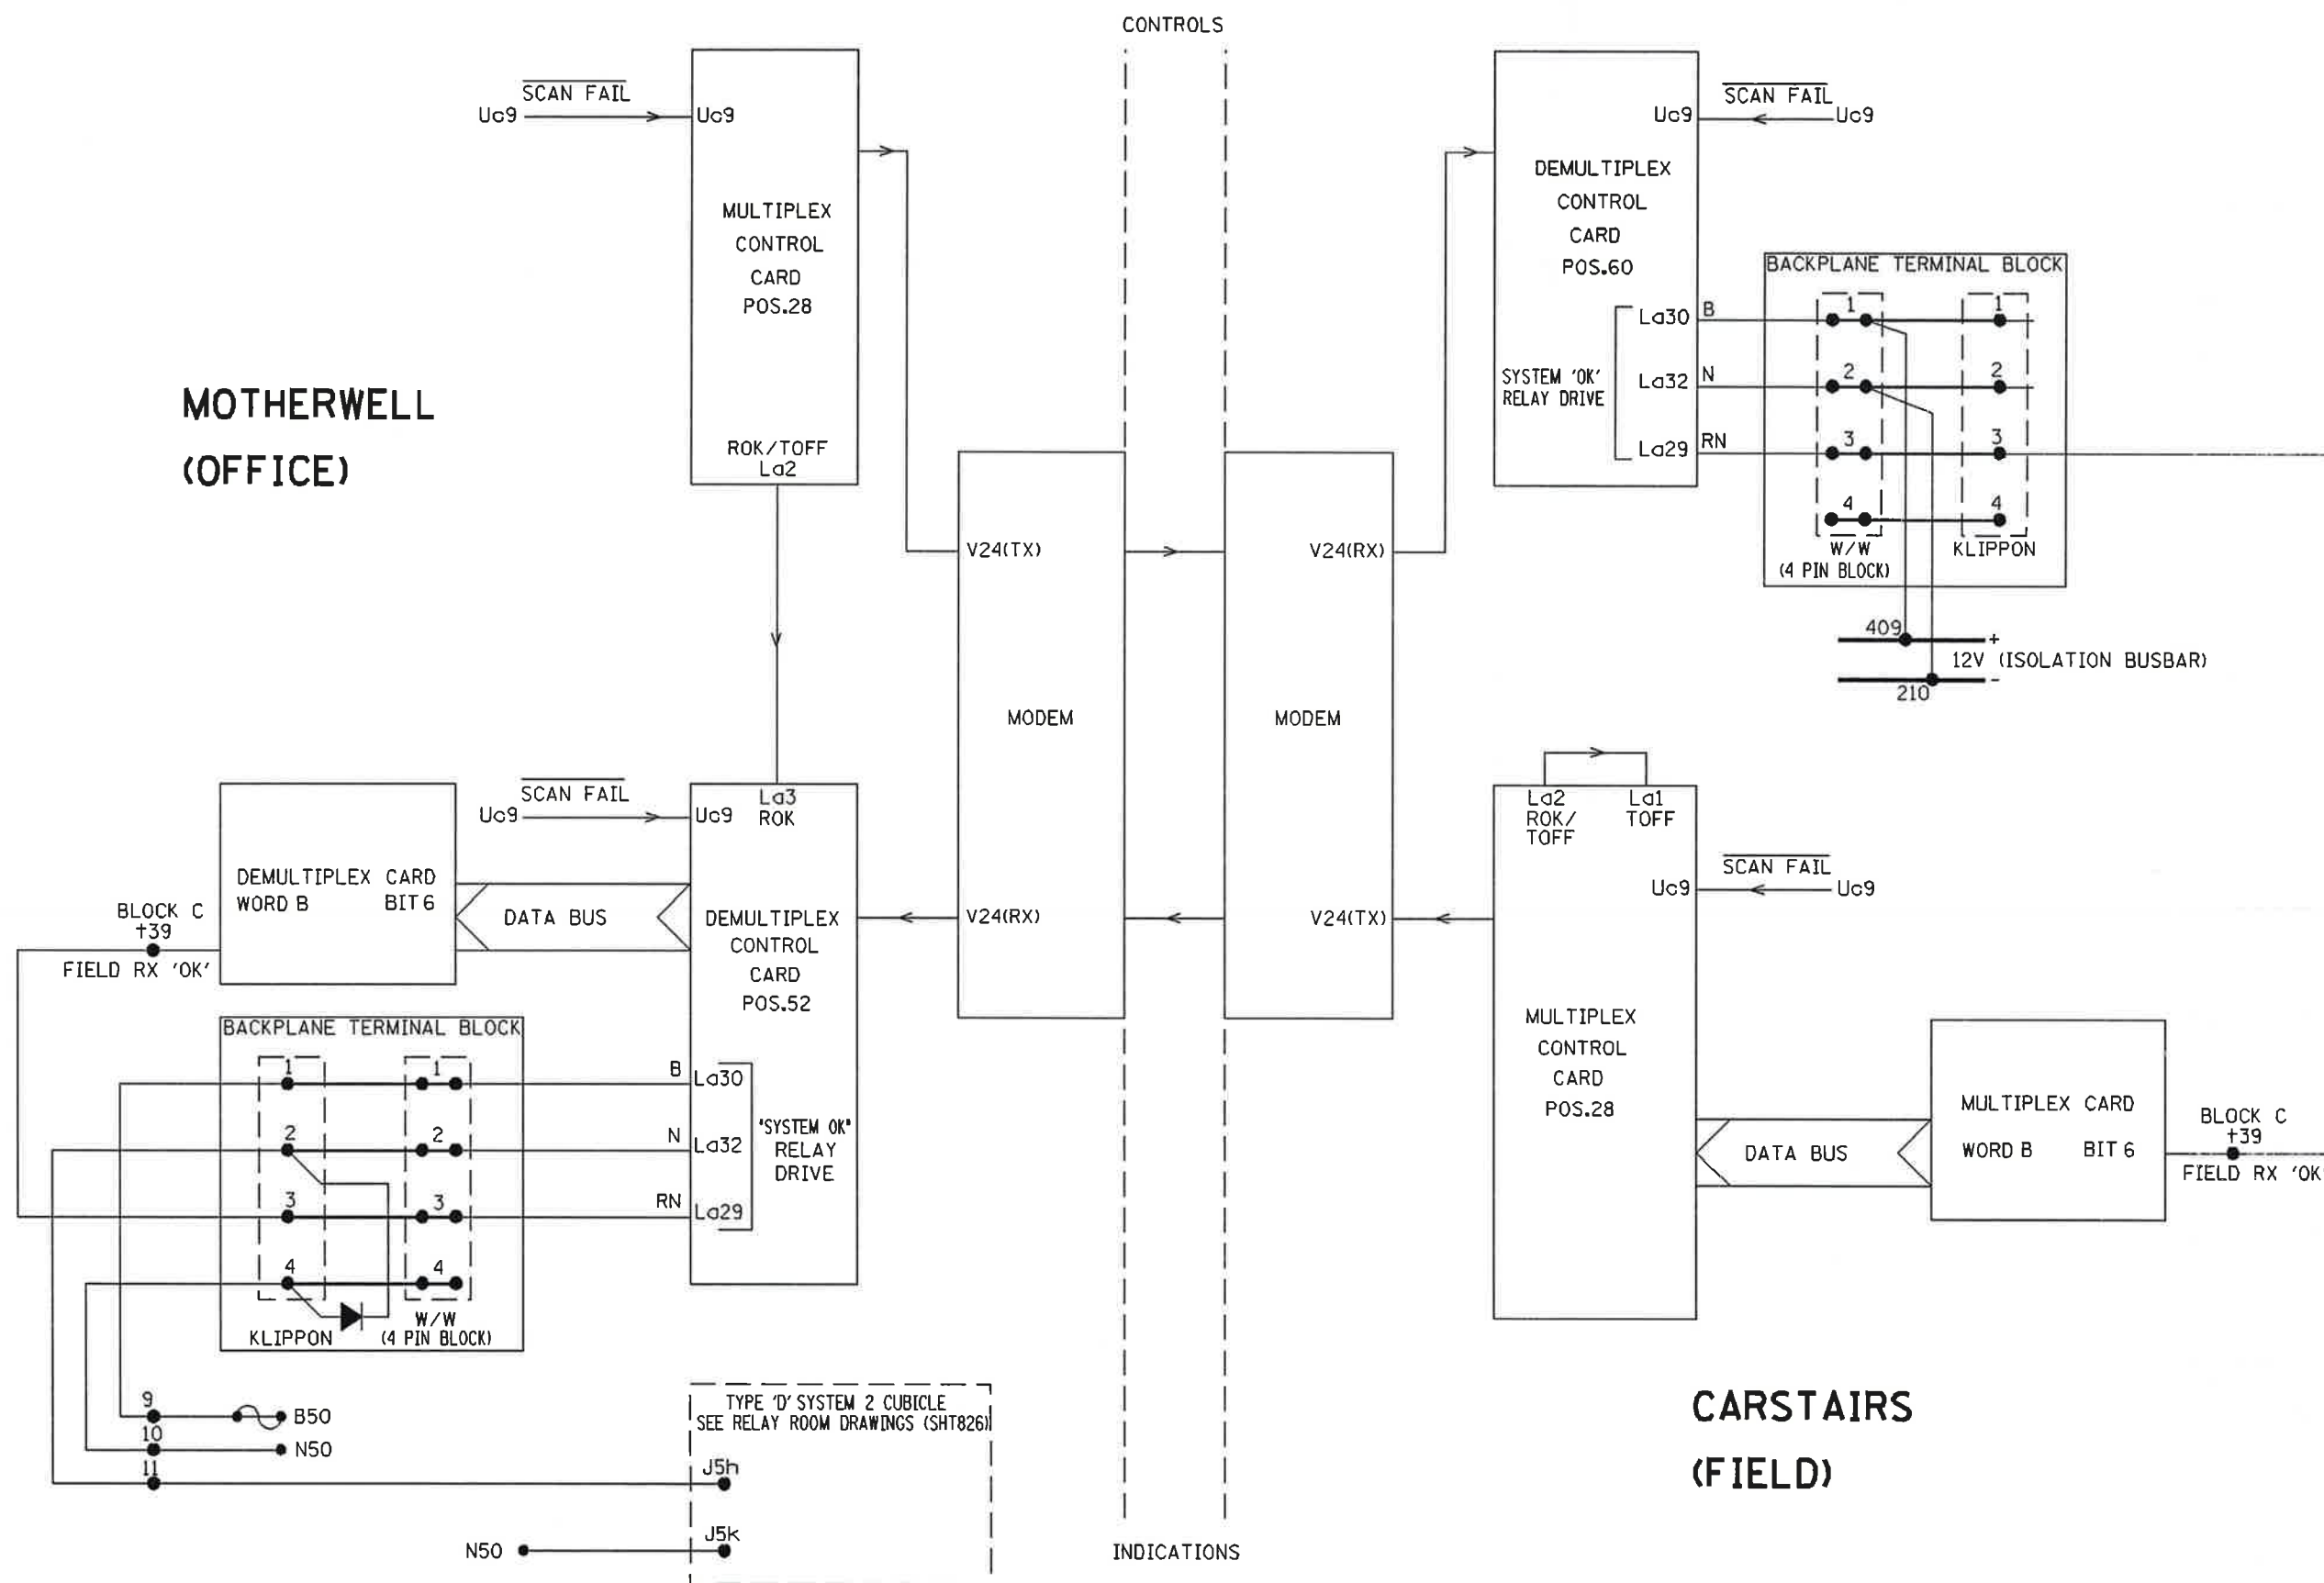 CONTROLS
SCAN FAIL
Uc9
Uc9
MULTIPLEX
CONTROL
CARD
POS.28
ROK/TOFF
La2
MOTHERWELL
(OFFICE)
SCAN FAIL
Uc9
Uc9
DEMULTIPLEX
CONTROL
CARD
POS.60
SYSTEM 'OK'
RELAY DRIVE
La30
B
La32
N
La29
RN
BACKPLANE TERMINAL BLOCK
1
1
2
2
3
3
4
4
W/W
(4 PIN BLOCK)
KLIPPON
409
+
12V (ISOLATION BUSBAR)
210
-
V24(TX)
MODEM
V24(RX)
V24(RX)
MODEM
V24(TX)
SCAN FAIL
Uc9
Uc9
La3
ROK
DEMULTIPLEX
CONTROL
CARD
POS.52
DEMULTIPLEX CARD
WORD B BIT 6
DATA BUS
BLOCK C
†39
FIELD RX 'OK'
BACKPLANE TERMINAL BLOCK
1
1
2
2
3
3
4
4
KLIPPON
W/W
(4 PIN BLOCK)
B
La30
N
La32
RN
La29
"SYSTEM OK"
RELAY
DRIVE
9
B50
10
N50
11
TYPE 'D' SYSTEM 2 CUBICLE
SEE RELAY ROOM DRAWINGS (SHT826)
J5h
J5k
N50
INDICATIONS
La2
ROK/
TOFF
La1
TOFF
SCAN FAIL
Uc9
Uc9
MULTIPLEX
CONTROL
CARD
POS.28
DATA BUS
MULTIPLEX CARD
WORD B BIT 6
BLOCK C
†39
FIELD RX 'OK
CARSTAIRS
(FIELD)